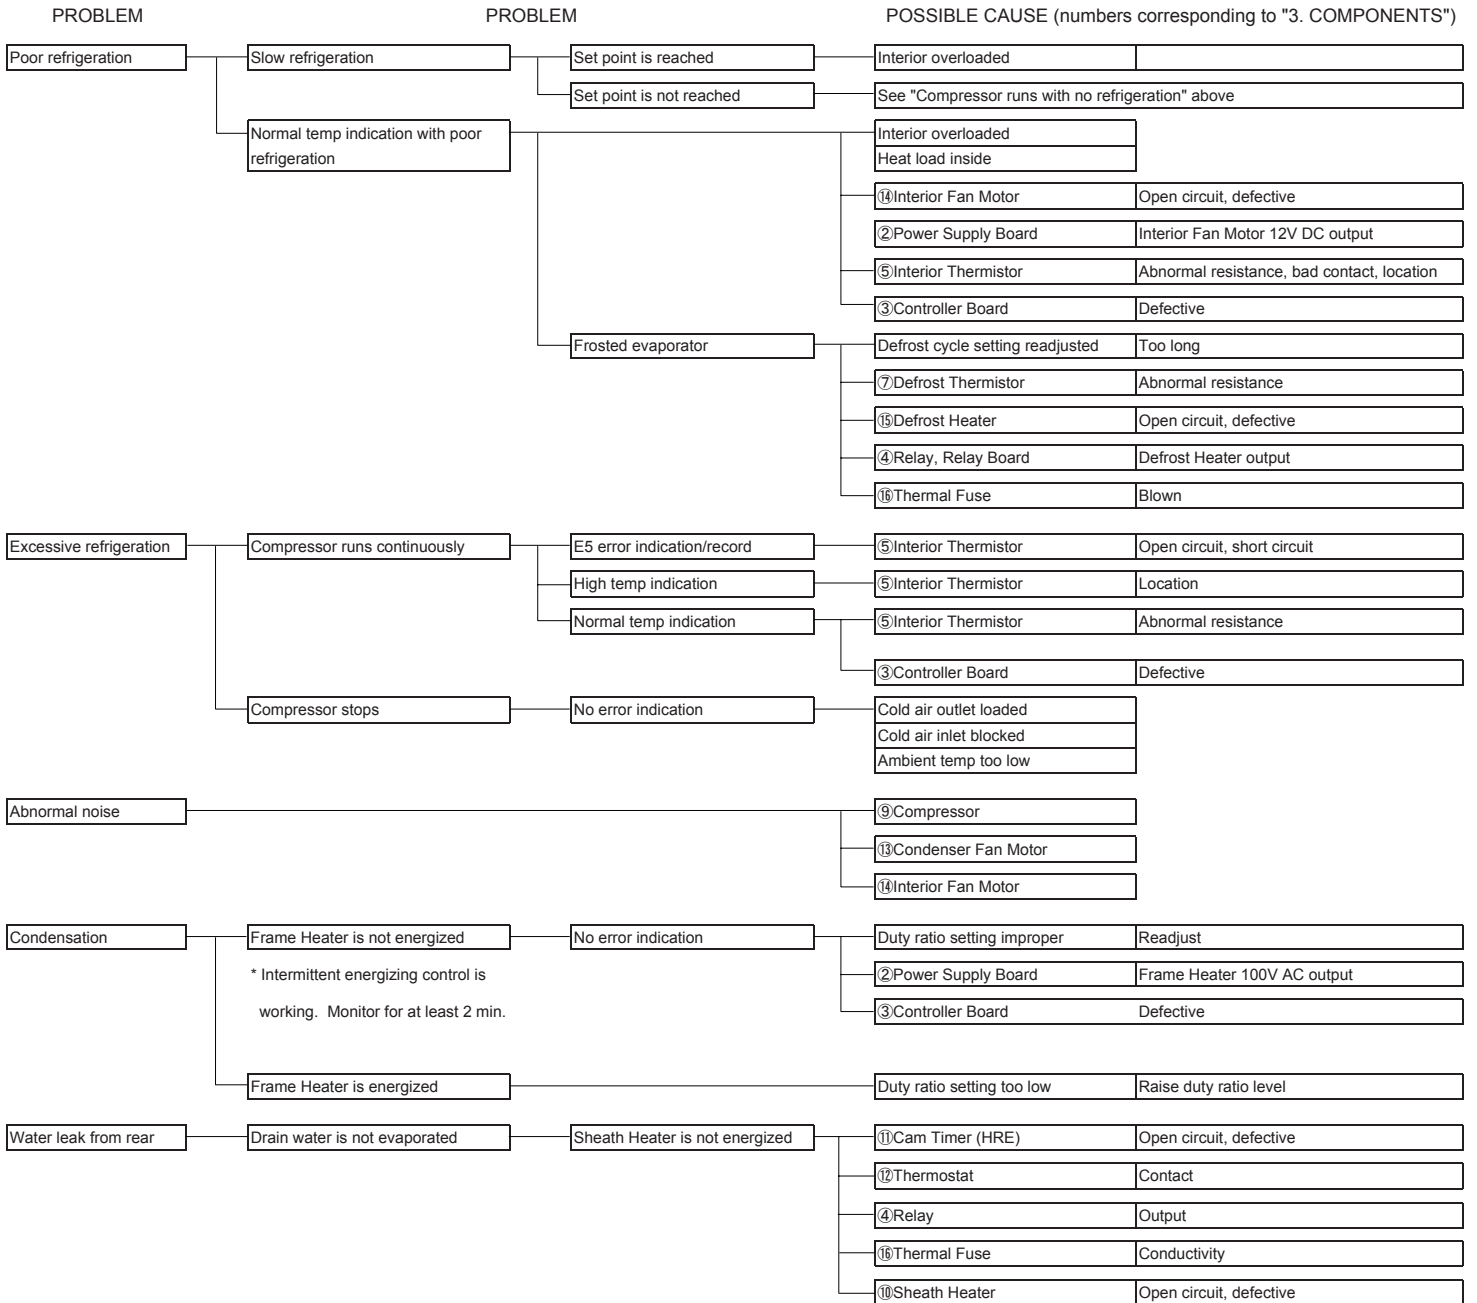 PROBLEM PROBLEM POSSIBLE CAUSE (numbers corresponding to "3. COMPONENTS")
Poor refrigeration Slow refrigeration Set point is reached Interior overloaded
Set point is not reached See "Compressor runs with no refrigeration" above
Normal temp indication with poor Interior overloaded
refrigeration Heat load inside
⑭Interior Fan Motor Open circuit, defective
②Power Supply Board Interior Fan Motor 12V DC output
⑤Interior Thermistor Abnormal resistance, bad contact, location
③Controller Board Defective
Frosted evaporator Defrost cycle setting readjusted Too long
⑦Defrost Thermistor Abnormal resistance
⑮Defrost Heater Open circuit, defective
④Relay, Relay Board Defrost Heater output
⑯Thermal Fuse Blown
Excessive refrigeration Compressor runs continuously E5 error indication/record ⑤Interior Thermistor Open circuit, short circuit
High temp indication ⑤Interior Thermistor Location
Normal temp indication ⑤Interior Thermistor Abnormal resistance
③Controller Board Defective
Compressor stops No error indication Cold air outlet loaded
Cold air inlet blocked
Ambient temp too low
Abnormal noise ⑨Compressor
⑬Condenser Fan Motor
⑭Interior Fan Motor
Condensation Frame Heater is not energized No error indication Duty ratio setting improper Readjust
* Intermittent energizing control is ②Power Supply Board Frame Heater 100V AC output
working. Monitor for at least 2 min. ③Controller Board Defective
Frame Heater is energized Duty ratio setting too low Raise duty ratio level
Water leak from rear Drain water is not evaporated Sheath Heater is not energized ⑪Cam Timer (HRE) Open circuit, defective
⑫Thermostat Contact
④Relay Output
⑯Thermal Fuse Conductivity
⑩Sheath Heater Open circuit, defective